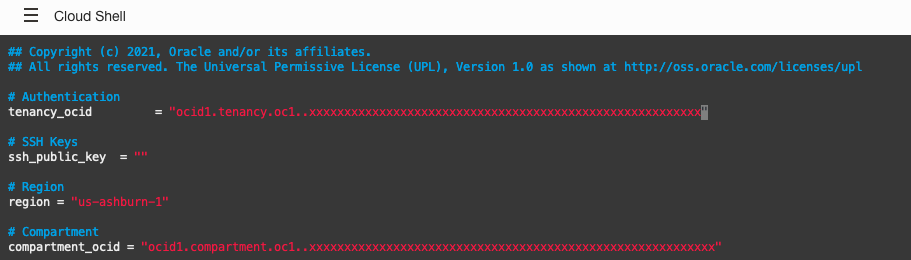 Cloud Shell
## Copyright (c) 2021, Oracle and/or its affiliates.
## All rights reserved. The Universal Permissive License (UPL), Version 1.0 as shown at http://oss.oracle.com/licenses/upl
# Authentication
tenancy_ocid         = "ocid1.tenancy.oc1..xxxxxxxxxxxxxxxxxxxxxxxxxxxxxxxxxxxxxxxxxxxxxxxxxxxxxxxx"
# SSH Keys
ssh_public_key  = ""
# Region
region = "us-ashburn-1"
# Compartment
compartment_ocid = "ocid1.compartment.oc1..xxxxxxxxxxxxxxxxxxxxxxxxxxxxxxxxxxxxxxxxxxxxxxxxxxxxxxxxxx"